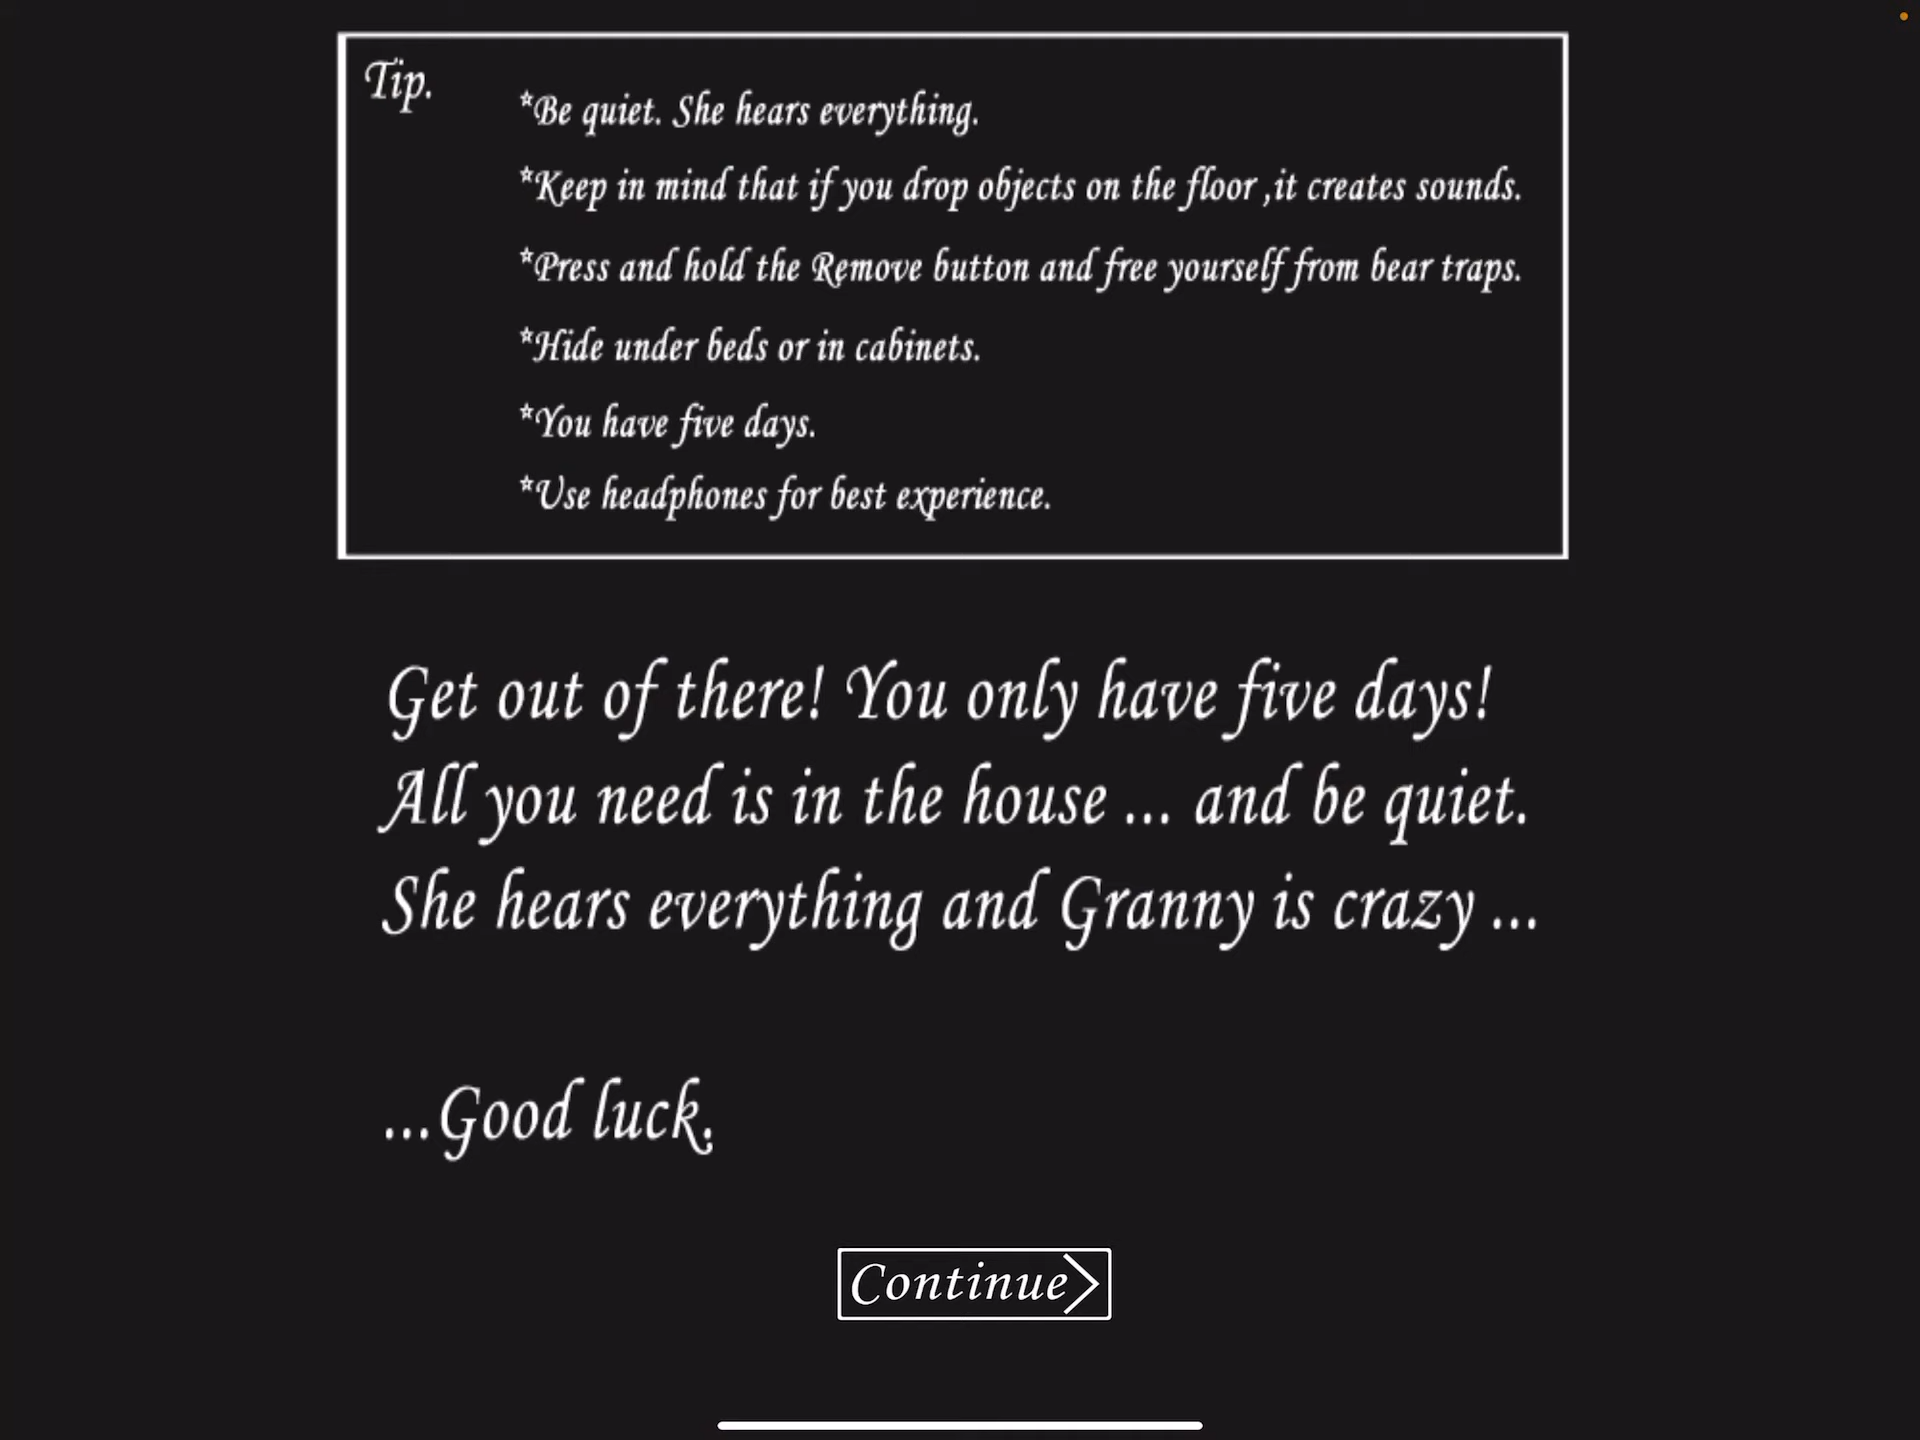 Tip.
*Be quiet. She hears everything.
*Keep in mind that if you drop objects on the floor ,it creates sounds.
*Press and hold the Remove button and free yourself from bear traps.
*Hide under beds or in cabinets.
*You have five days.
*Use headphones for best experience.
Get out of there! You only have five days!
All you need is in the house ... and be quiet.
She hears everything and Granny is crazy ...
...Good luck.
Continue>